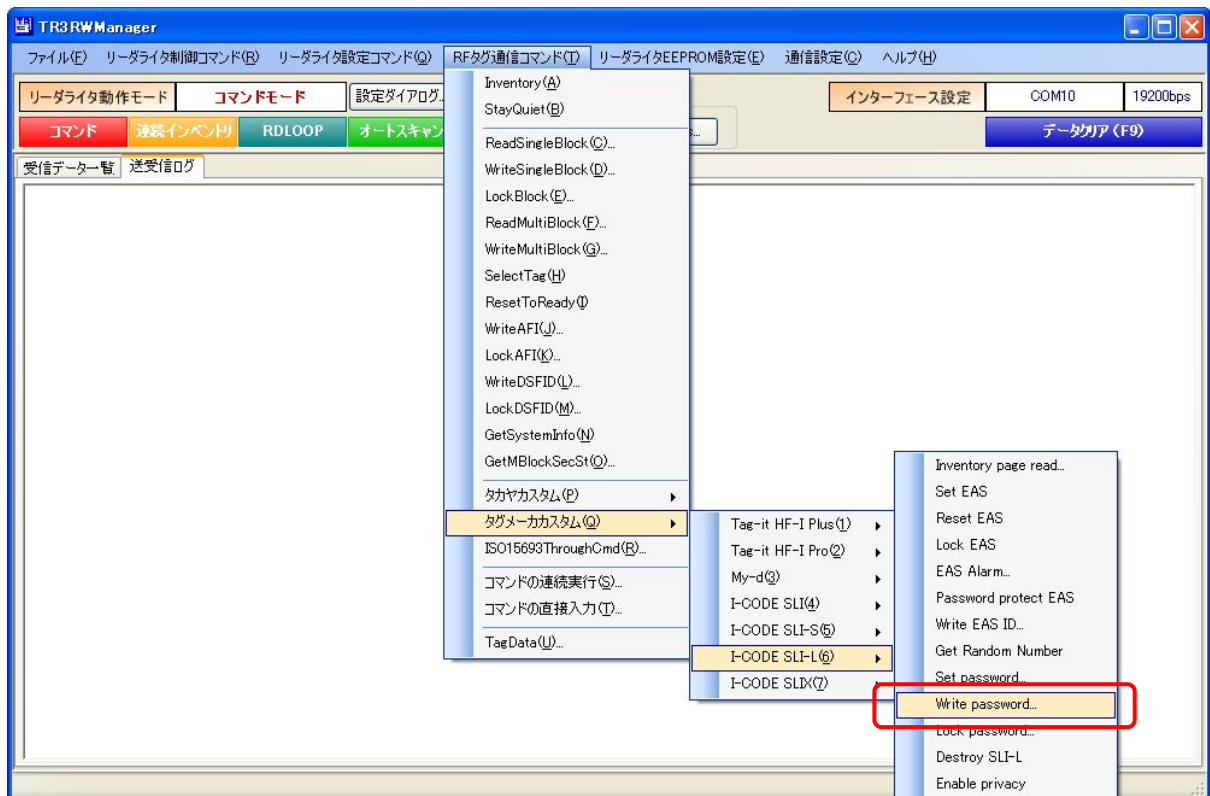 TR3RWManager
ファイル(F) リーダライタ制御コマンド(R) リーダライタ設定コマンド(Q) RFタグ通信コマンド(T) リーダライタEEPROM設定(E) 通信設定(C) ヘルプ(H)
リーダライタ動作モード コマンドモード 設定ダイアログ.. インターフェース設定 COM10 19200bps
コマンド 連続インベントリ RDLOOP オートスキャン データクリア (F9)
受信データ一覧 送受信ログ
Inventory(A)
StayQuiet(B)
ReadSingleBlock(C)...
WriteSingleBlock(D)...
LockBlock(E)...
ReadMultiBlock(F)...
WriteMultiBlock(G)...
SelectTag(H)
ResetToReady(I)
WriteAFI(J)...
LockAFI(K)...
WriteDSFID(L)...
LockDSFID(M)...
GetSystemInfo(N)
GetMBlockSecSt(O)...
タカヤカスタム(P)
タグメーカカスタム(Q)
ISO15693ThroughCmd(R)...
コマンドの連続実行(S)...
コマンドの直接入力(T)...
TagData(U)...
Tag-it HF-I Plus(1)
Tag-it HF-I Pro(2)
My-d(3)
I-CODE SLI(4)
I-CODE SLI-S(5)
I-CODE SLI-L(6)
I-CODE SLIX(7)
Inventory page read...
Set EAS
Reset EAS
Lock EAS
EAS Alarm...
Password protect EAS
Write EAS ID...
Get Random Number
Set password...
Write password...
Lock password...
Destroy SLI-L
Enable privacy